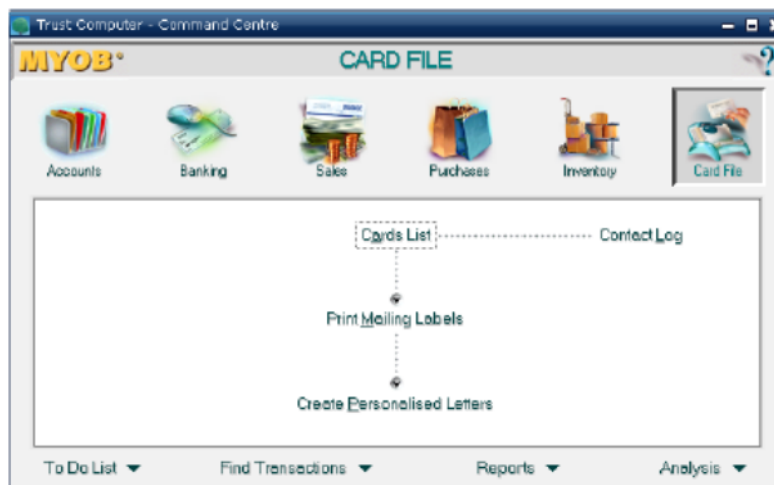 Trust Computer - Command Centre
MYOB
CARD FILE
?
Accounts
Banking
Sales
Purchases
Inventory
Card File
Cards List
Contact Log
Print Mailing Labels
Create Personalised Letters
To Do List
Find Transactions
Reports
Analysis